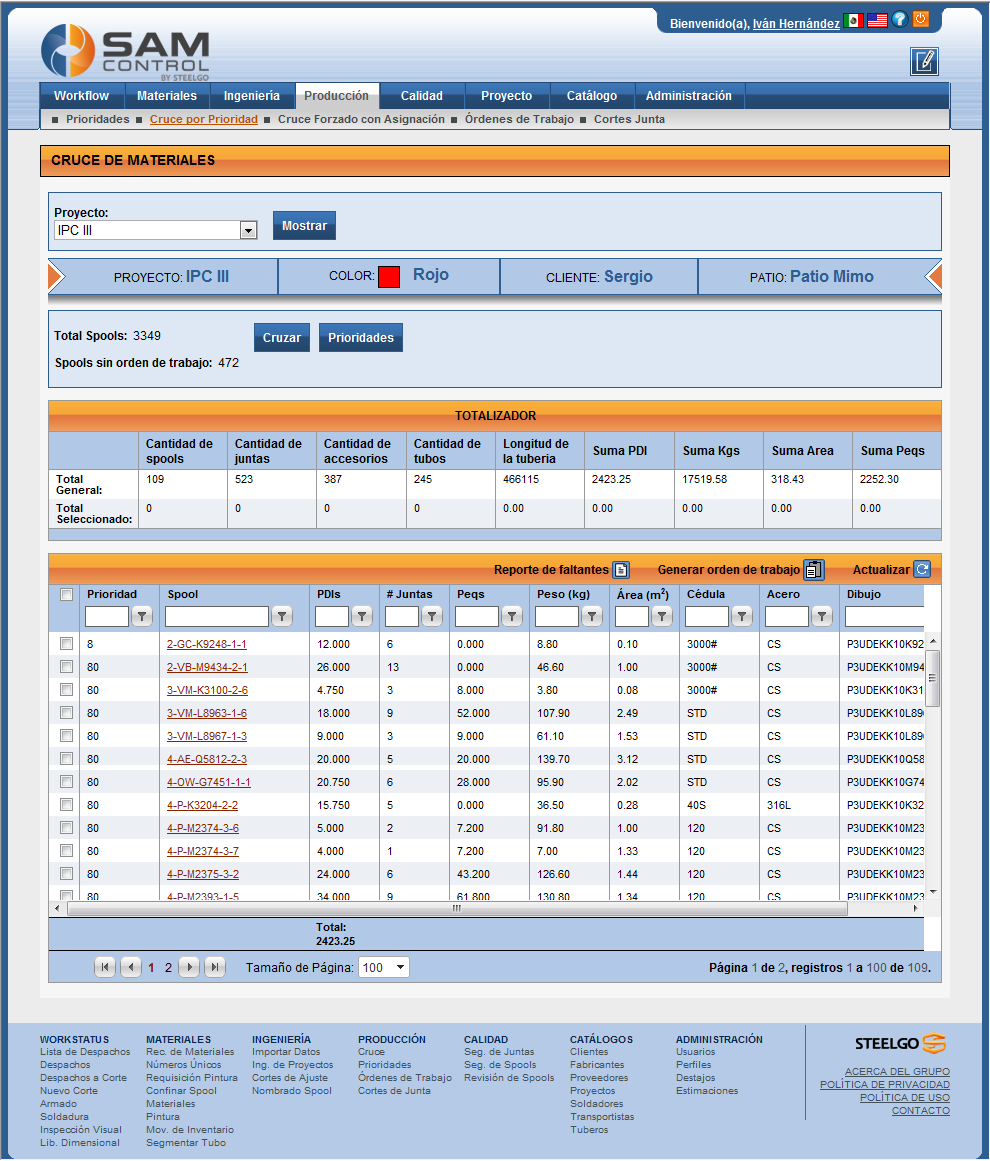 Bienvenido(a), Iván Hernández
SAM
CONTROL
BY STEELGO
Workflow Materiales Ingeniería Producción Calidad Proyecto Catálogo Administración
Prioridades Cruce por Prioridad Cruce Forzado con Asignación Órdenes de Trabajo Cortes Junta
CRUCE DE MATERIALES
Proyecto:
IPC III Mostrar
PROYECTO: IPC III COLOR: Rojo CLIENTE: Sergio PATIO: Patio Mimo
Total Spools: 3349 Cruzar Prioridades
Spools sin orden de trabajo: 472
TOTALIZADOR
Cantidad de spools Cantidad de juntas Cantidad de accesorios Cantidad de tubos Longitud de la tuberia Suma PDI Suma Kgs Suma Area Suma Peqs
Total General: 109 523 387 245 466115 2423.25 17519.58 318.43 2252.30
Total Seleccionado: 0 0 0 0 0.00 0.00 0.00 0.00 0.00
Reporte de faltantes Generar orden de trabajo Actualizar
Prioridad Spool PDIs # Juntas Peqs Peso (kg) Área (m2) Cédula Acero Dibujo
8 2-GC-K9248-1-1 12.000 6 0.000 8.80 0.10 3000# CS P3UDEKK10K92
80 2-VB-M9434-2-1 26.000 13 0.000 46.60 1.00 3000# CS P3UDEKK10M94
80 3-VM-K3100-2-6 4.750 3 8.000 3.80 0.08 3000# CS P3UDEKK10K31
80 3-VM-L8963-1-6 18.000 9 52.000 107.90 2.49 STD CS P3UDEKK10L89
80 3-VM-L8967-1-3 9.000 3 9.000 61.10 1.53 STD CS P3UDEKK10L89
80 4-AE-Q5812-2-3 20.000 5 20.000 139.70 3.12 STD CS P3UDEKK10Q58
80 4-OW-G7451-1-1 20.750 6 28.000 95.90 2.02 STD CS P3UDEKK10G74
80 4-P-K3204-2-2 15.750 5 0.000 36.50 0.28 40S 316L P3UDEKK10K32
80 4-P-M2374-3-6 5.000 2 7.200 91.80 1.00 120 CS P3UDEKK10M23
80 4-P-M2374-3-7 4.000 1 7.200 7.00 1.33 120 CS P3UDEKK10M23
80 4-P-M2375-3-2 24.000 6 43.200 126.60 1.44 120 CS P3UDEKK10M23
80 4-P-M2393-1-5 34.000 9 61.800 130.80 1.34 120 CS P3UDEKK10M23
Total:
2423.25
1 2 Tamaño de Página: 100 Página 1 de 2, registros 1 a 100 de 109.
WORKSTATUS MATERIALES INGENIERÍA PRODUCCIÓN CALIDAD CATÁLOGOS ADMINISTRACIÓN STEELGO
Lista de Despachos Rec. de Materiales Importar Datos Cruce Seg. de Juntas Clientes Usuarios
Despachos Números Únicos Ing. de Proyectos Prioridades Seg. de Spools Fabricantes Perfiles
Despachos a Corte Requisición Pintura Cortes de Ajuste Órdenes de Trabajo Revisión de Spools Proveedores Destajos ACERCA DEL GRUPO
Nuevo Corte Confinar Spool Nombrado Spool Cortes de Junta Proyectos Estimaciones POLÍTICA DE PRIVACIDAD
Armado Materiales Soldadores POLÍTICA DE USO
Soldadura Pintura Transportistas CONTACTO
Inspección Visual Mov. de Inventario Tuberos
Lib. Dimensional Segmentar Tubo